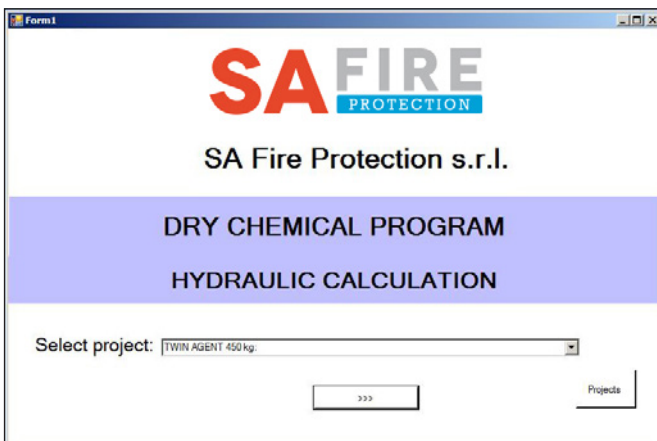 Form1
SA FIRE
PROTECTION
SA Fire Protection s.r.l.
DRY CHEMICAL PROGRAM
HYDRAULIC CALCULATION
Select project: TWIN AGENT 450 kg.
>>>
Projects